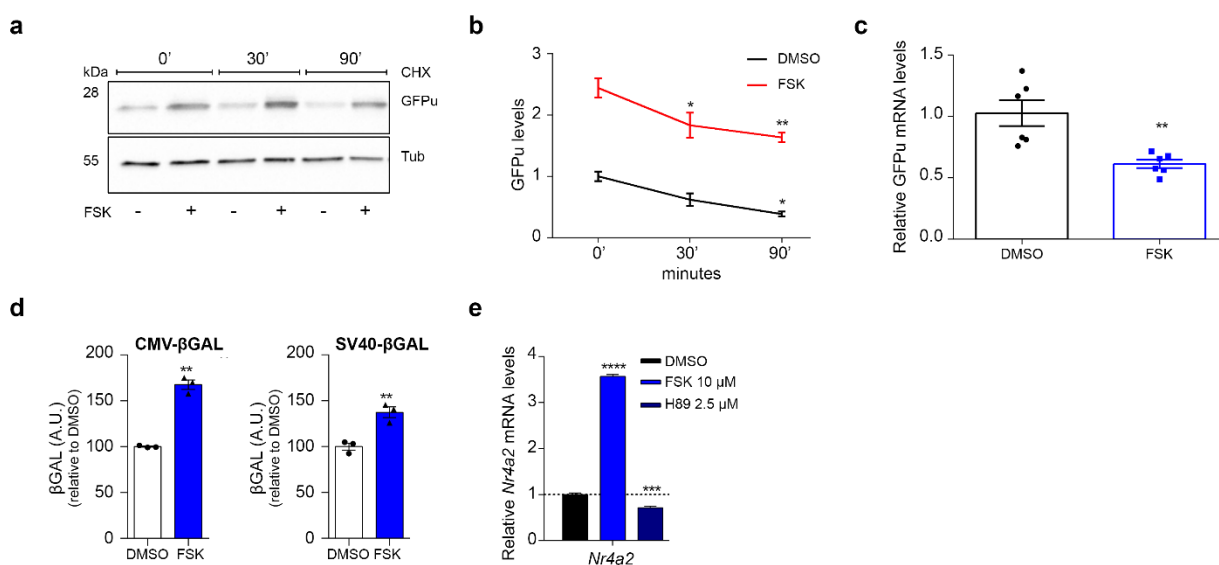 a
0' 30' 90'
kDa CHX
28 GFPu
55 Tub
FSK - + - + - +
b
3
2
1
0
GFPu levels
DMSO
FSK
*
**
*
0' 30' 90'
minutes
c
1.5
1.0
0.5
0.0
Relative GFPu mRNA levels
**
DMSO FSK
d
CMV-βGAL
200
150
100
50
0
βGAL (A.U.)
(relative to DMSO)
**
DMSO FSK
SV40-βGAL
200
150
100
50
0
βGAL (A.U.)
(relative to DMSO)
**
DMSO FSK
e
4
3
2
1
0
Relative Nr4a2 mRNA levels
****
***
DMSO
FSK 10 µM
H89 2.5 µM
Nr4a2